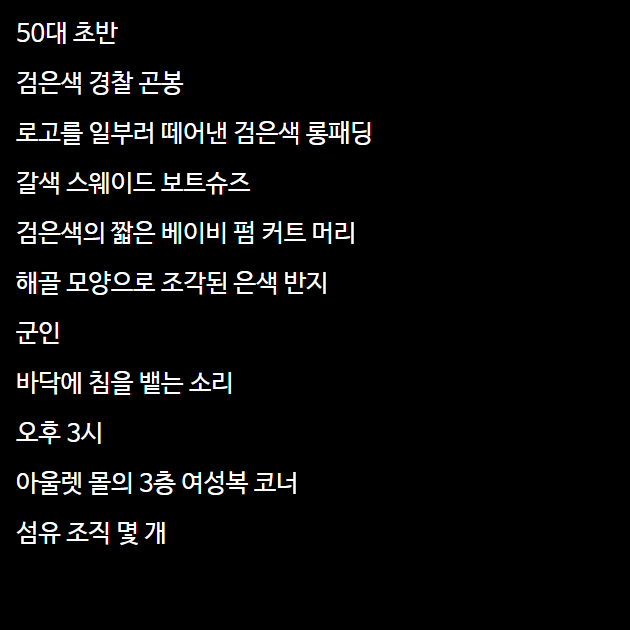 50대 초반
검은색 경찰 곤봉
로고를 일부러 떼어낸 검은색 롱패딩
갈색 스웨이드 보트슈즈
검은색의 짧은 베이비 펌 커트 머리
해골 모양으로 조각된 은색 반지
군인
바닥에 침을 뱉는 소리
오후 3시
아울렛 몰의 3층 여성복 코너
섬유 조직 몇 개